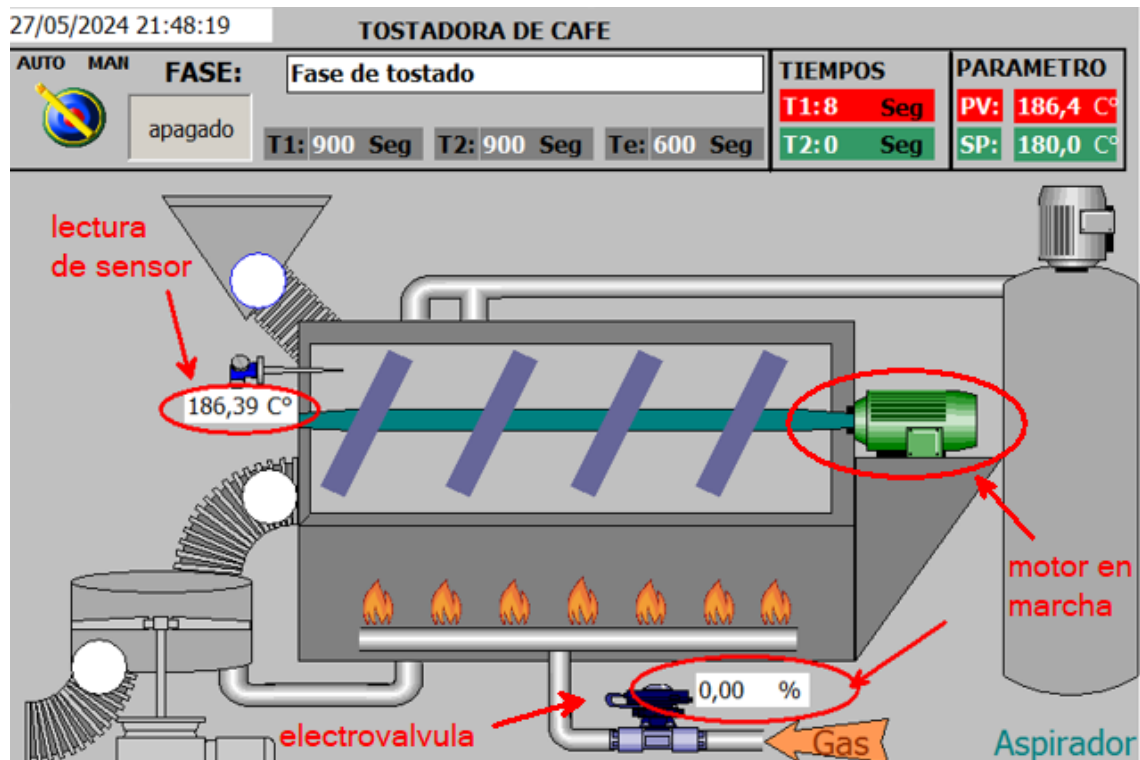 27/05/2024 21:48:19
TOSTADORA DE CAFE
AUTO MAN
FASE:
Fase de tostado
apagado
T1: 900 Seg T2: 900 Seg Te: 600 Seg
TIEMPOS
T1:8 Seg
T2:0 Seg
PARAMETRO
PV: 186,4 C°
SP: 180,0 C°
lectura
de sensor
186,39 C°
motor en
marcha
0,00 %
electrovalvula
Gas
Aspirador